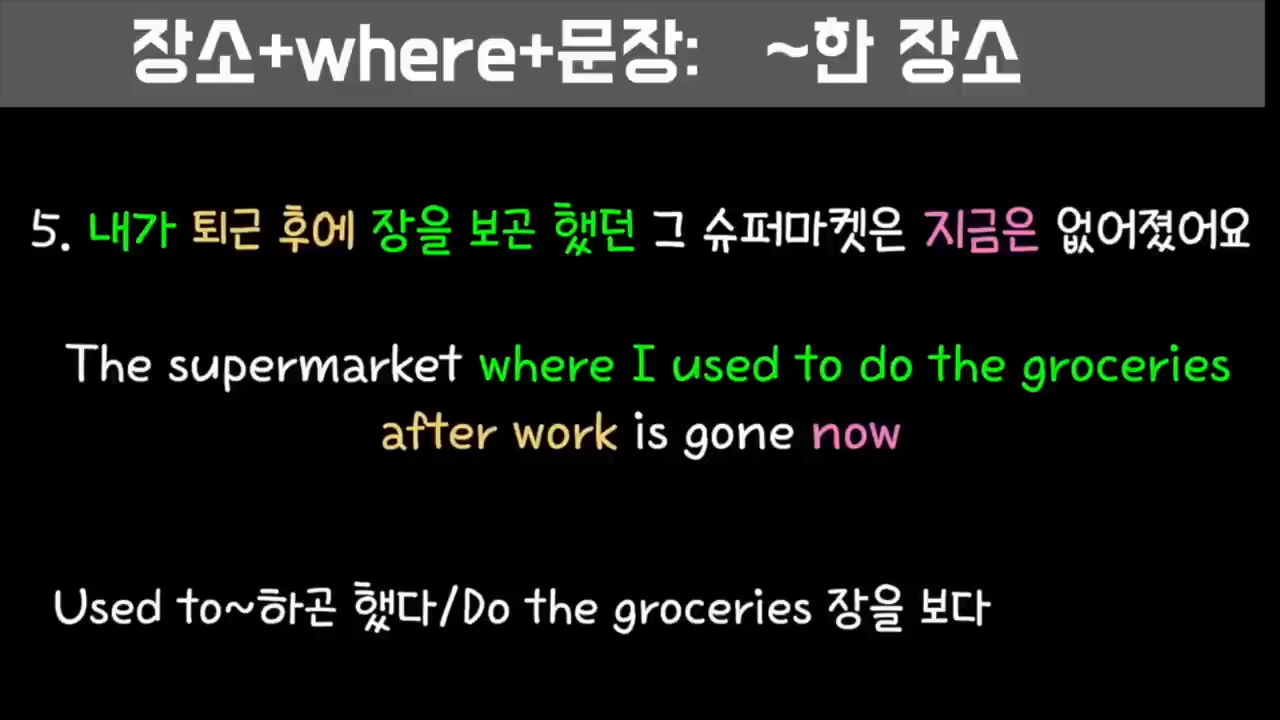 장소+where+문장: ~한 장소
5. 내가 퇴근 후에 장을 보곤 했던 그 슈퍼마켓은 지금은 없어졌어요
The supermarket where I used to do the groceries
after work is gone now
Used to~하곤 했다/Do the groceries 장을 보다